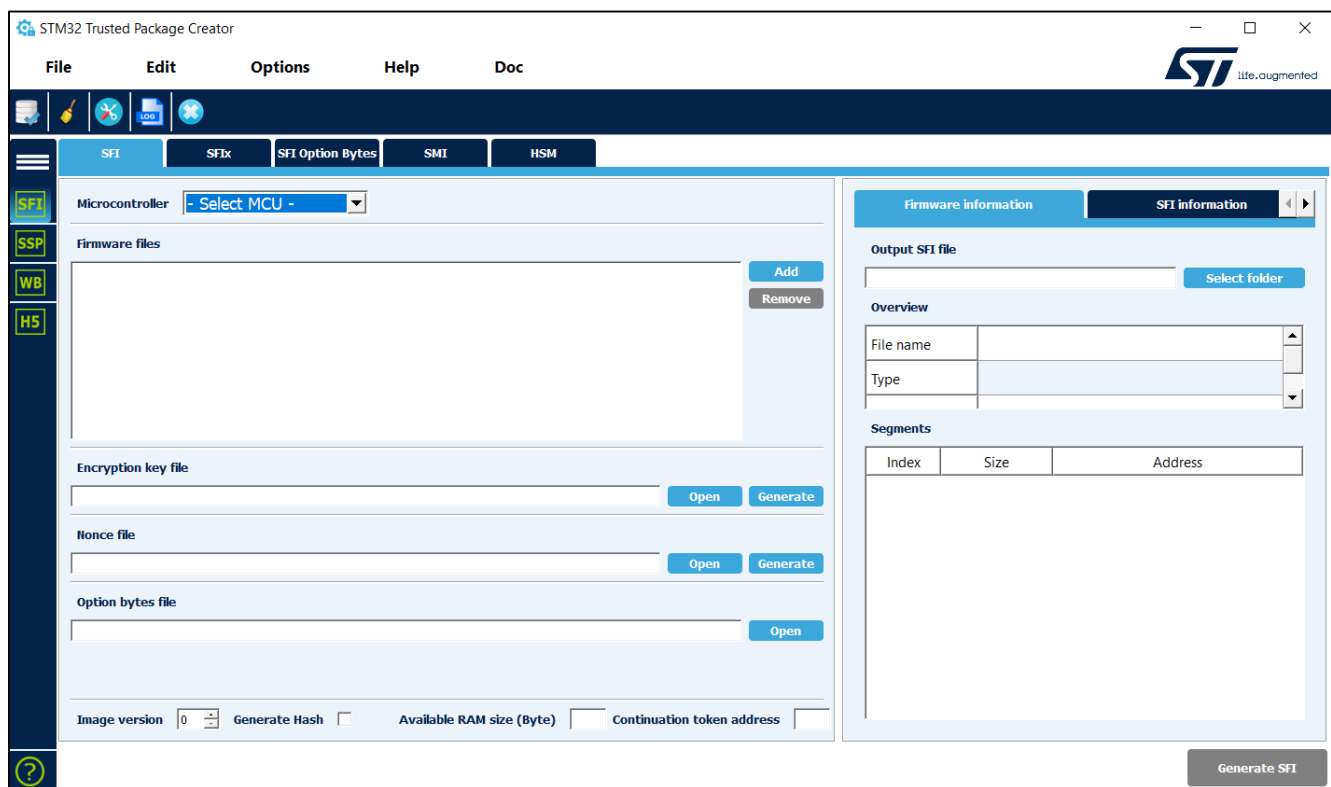 STM32 Trusted Package Creator
File Edit Options Help Doc
life.augmented
LOG
SFI SFIx SFI Option Bytes SMI HSM
SFI
SSP
WB
H5
Microcontroller - Select MCU -
Firmware files
Add
Remove
Encryption key file
Open Generate
Nonce file
Open Generate
Option bytes file
Open
Image version 0 Generate Hash Available RAM size (Byte) Continuation token address
Firmware information SFI information
Output SFI file
Select folder
Overview
File name
Type
Segments
Index Size Address
?
Generate SFI